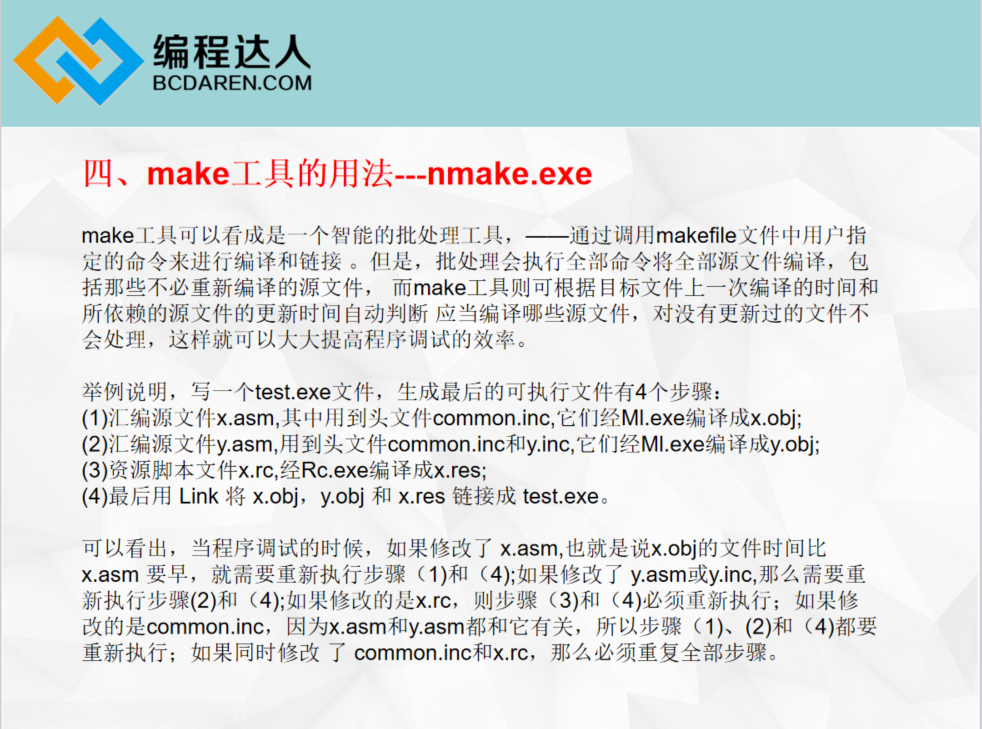 编程达人
BCDAREN.COM
四、make工具的用法---nmake.exe
make工具可以看成是一个智能的批处理工具，——通过调用makefile文件中用户指
定的命令来进行编译和链接 。但是，批处理会执行全部命令将全部源文件编译，包
括那些不必重新编译的源文件， 而make工具则可根据目标文件上一次编译的时间和
所依赖的源文件的更新时间自动判断 应当编译哪些源文件，对没有更新过的文件不
会处理，这样就可以大大提高程序调试的效率。
举例说明，写一个test.exe文件，生成最后的可执行文件有4个步骤：
(1)汇编源文件x.asm,其中用到头文件common.inc,它们经Ml.exe编译成x.obj;
(2)汇编源文件y.asm,用到头文件common.inc和y.inc,它们经Ml.exe编译成y.obj;
(3)资源脚本文件x.rc,经Rc.exe编译成x.res;
(4)最后用 Link 将 x.obj，y.obj 和 x.res 链接成 test.exe。
可以看出，当程序调试的时候，如果修改了 x.asm,也就是说x.obj的文件时间比
x.asm 要早，就需要重新执行步骤（1)和（4);如果修改了 y.asm或y.inc,那么需要重
新执行步骤(2)和（4);如果修改的是x.rc，则步骤（3)和（4)必须重新执行；如果修
改的是common.inc，因为x.asm和y.asm都和它有关，所以步骤（1)、(2)和（4)都要
重新执行；如果同时修改 了 common.inc和x.rc，那么必须重复全部步骤。